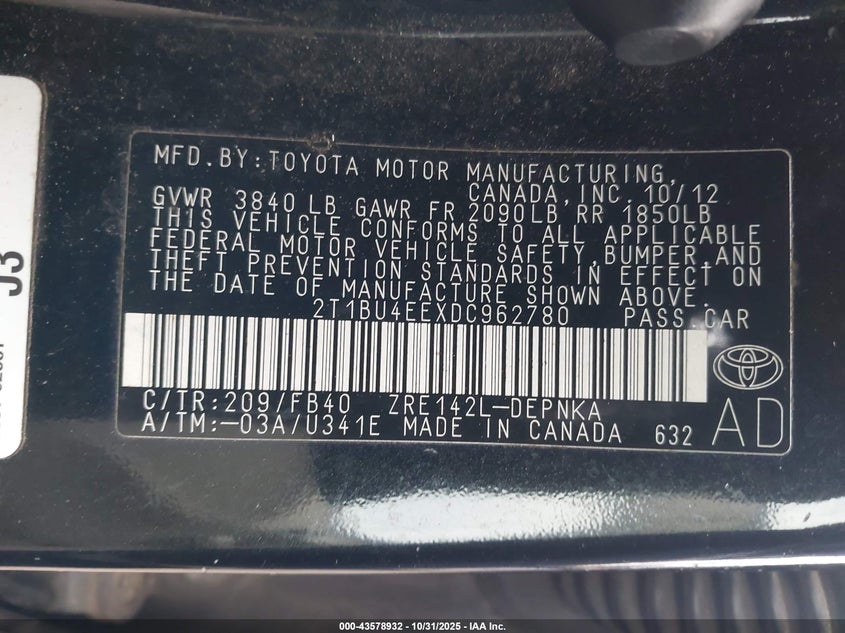 J3
MFD.BY:TOYOTA MOTOR MANUFACTURING,
CANADA,INC. 10/12
GVWR 3840 LB GAWR FR 2090LB RR 1850LB
THIS VEHICLE CONFORMS TO ALL APPLICABLE
FEDERAL MOTOR VEHICLE SAFETY,BUMPER,AND
THEFT PREVENTION STANDARDS IN EFFECT ON
THE DATE OF MANUFACTURE SHOWN ABOVE.
2T1BU4EEXDC962780 PASS.CAR
C/TR:209/FB40 ZRE142L-DEPNKA
A/TM:-03A/U341E MADE IN CANADA 632
AD
000-43578932 - 10/31/2025 - IAA Inc.